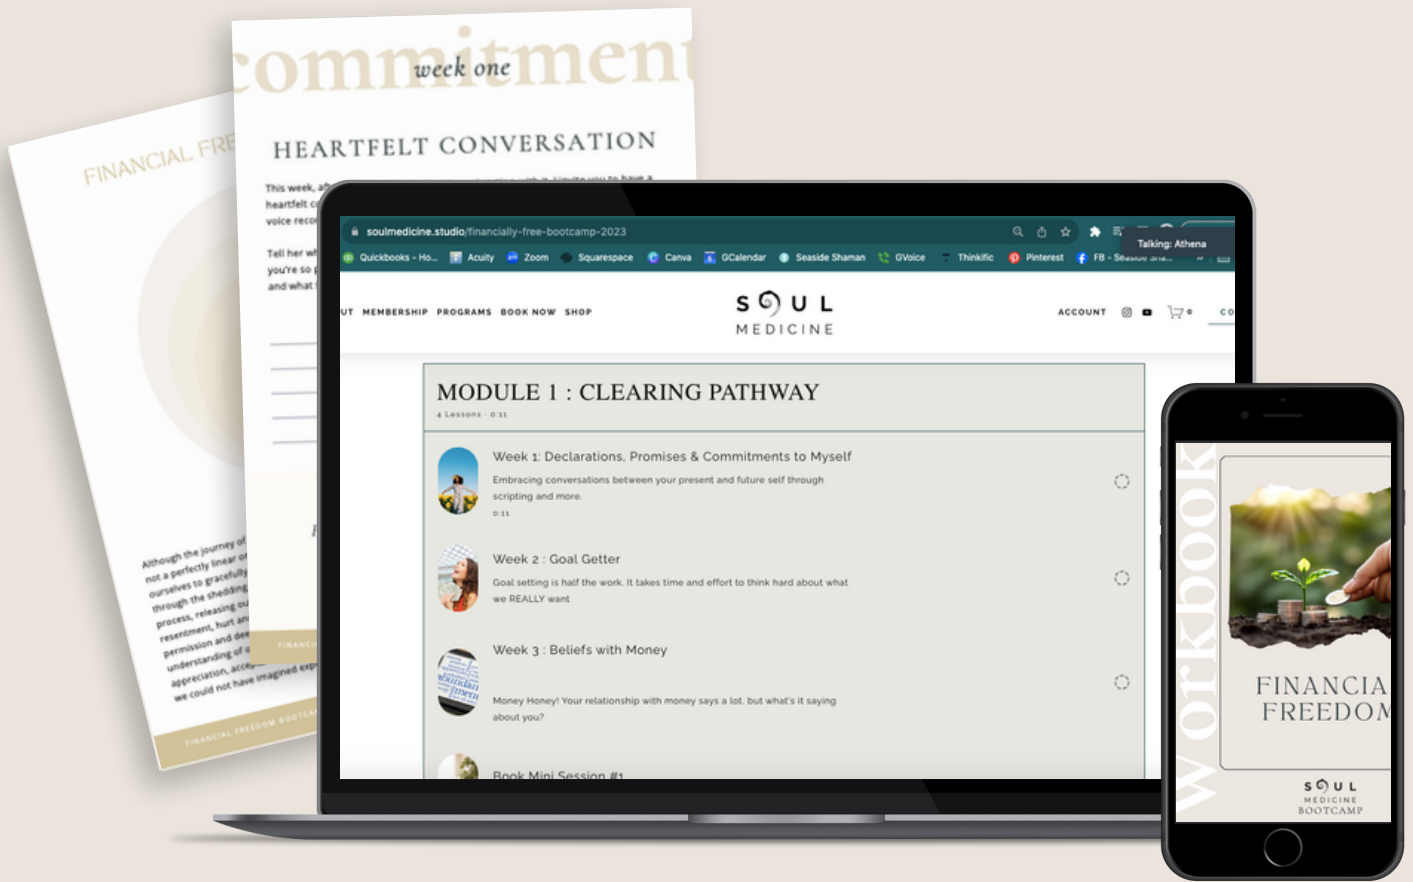 commitment
week one
HEARTFELT CONVERSATION
This week,
heartfelt
voice
Tell her
you're so
and what
FINANCIAL
Although the journey of
not a perfectly linear
ourselves to gracefully
through the shedding
process, releasing
resentment, hurt
permission and
understanding of
appreciation,
we could not have imagined
FINANCIAL FREEDOM
soulmedicine.studio/financially-free-bootcamp-2023
Talking: Athena
Quickbooks - Ho... Acuity Zoom Squarespace Canva GCalendar Seaside Shaman GVoice Thinkific Pinterest FB - Seaside Sha...
UT MEMBERSHIP PROGRAMS BOOK NOW SHOP
SOUL
MEDICINE
ACCOUNT 0 CO
MODULE 1 : CLEARING PATHWAY
4 Lessons · 0:11
Week 1: Declarations, Promises & Commitments to Myself
Embracing conversations between your present and future self through
scripting and more.
0:11
Week 2 : Goal Getter
Goal setting is half the work. It takes time and effort to think hard about what
we REALLY want
Week 3 : Beliefs with Money
Money Honey! Your relationship with money says a lot, but what's it saying
about you?
Book Mini Session #1
Workbook
FINANCIA
FREEDOM
SOUL
MEDICINE
BOOTCAMP